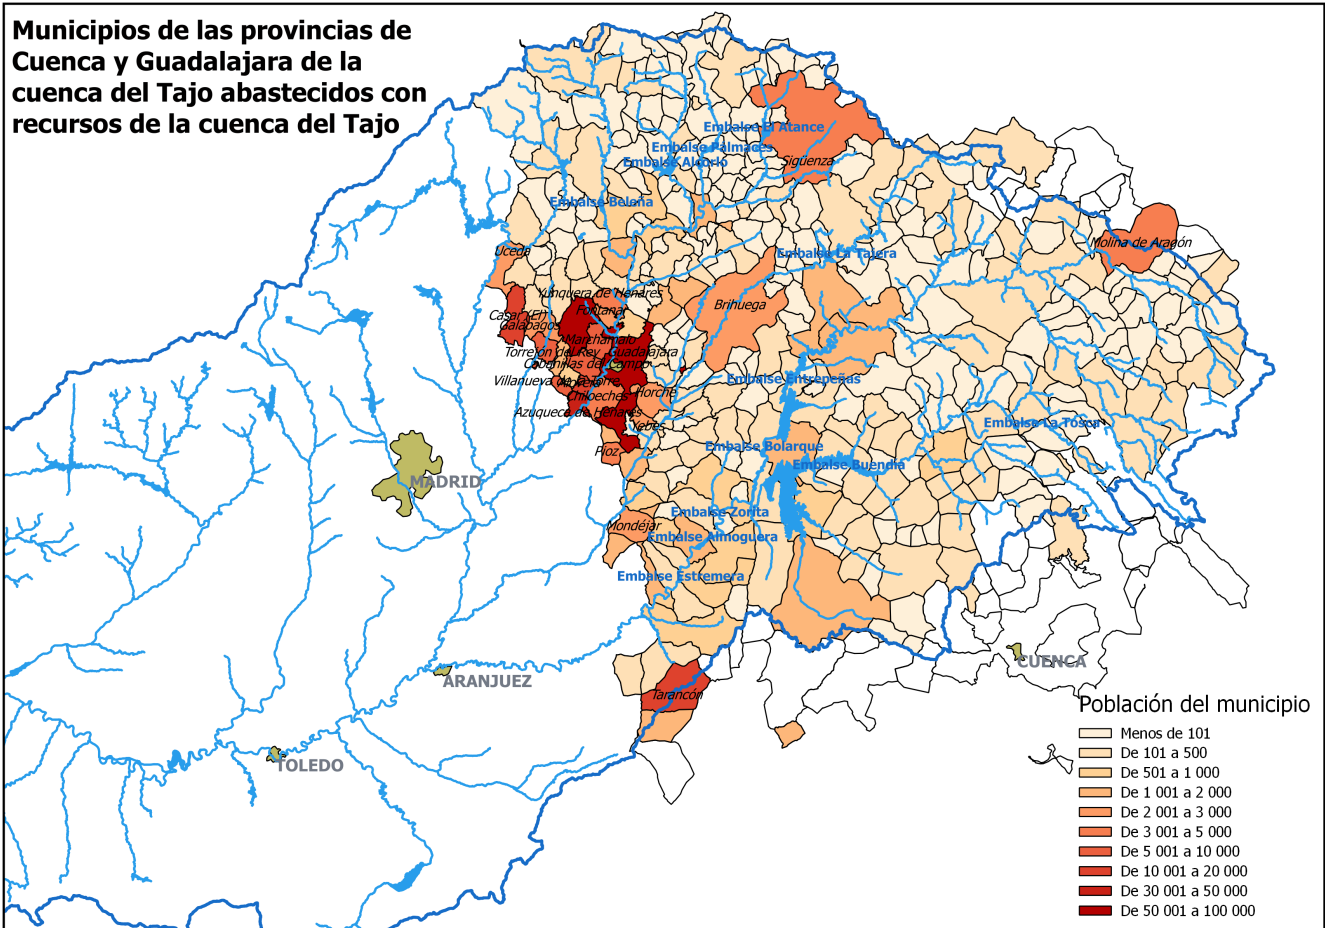 Municipios de las provincias de
Cuenca y Guadalajara de la
cuenca del Tajo abastecidos con
recursos de la cuenca del Tajo
Embalse El Atance
Embalse Pálmaces
Sigüenza
Embalse Alcorlo
Embalse Beleña
Molina de Aragón
Uceda
Embalse La Tajera
Yunquera de Henares
Brihuega
Fontanar
Casar (El)
Galápagos
Marchamalo
Torrejón del Rey
Guadalajara
Cabanillas del Campo
Villanueva de la Torre
Embalse Entrepeñas
Chiloeches
Horche
Azuqueca de Henares
Embalse La Tosca
Yebes
Pioz
Embalse Bolarque
Embalse Buendía
MADRID
Embalse Zorita
Mondéjar
Embalse Almoguera
Embalse Estremera
CUENCA
ARANJUEZ
Tarancón
TOLEDO
Población del municipio
Menos de 101
De 101 a 500
De 501 a 1 000
De 1 001 a 2 000
De 2 001 a 3 000
De 3 001 a 5 000
De 5 001 a 10 000
De 10 001 a 20 000
De 30 001 a 50 000
De 50 001 a 100 000